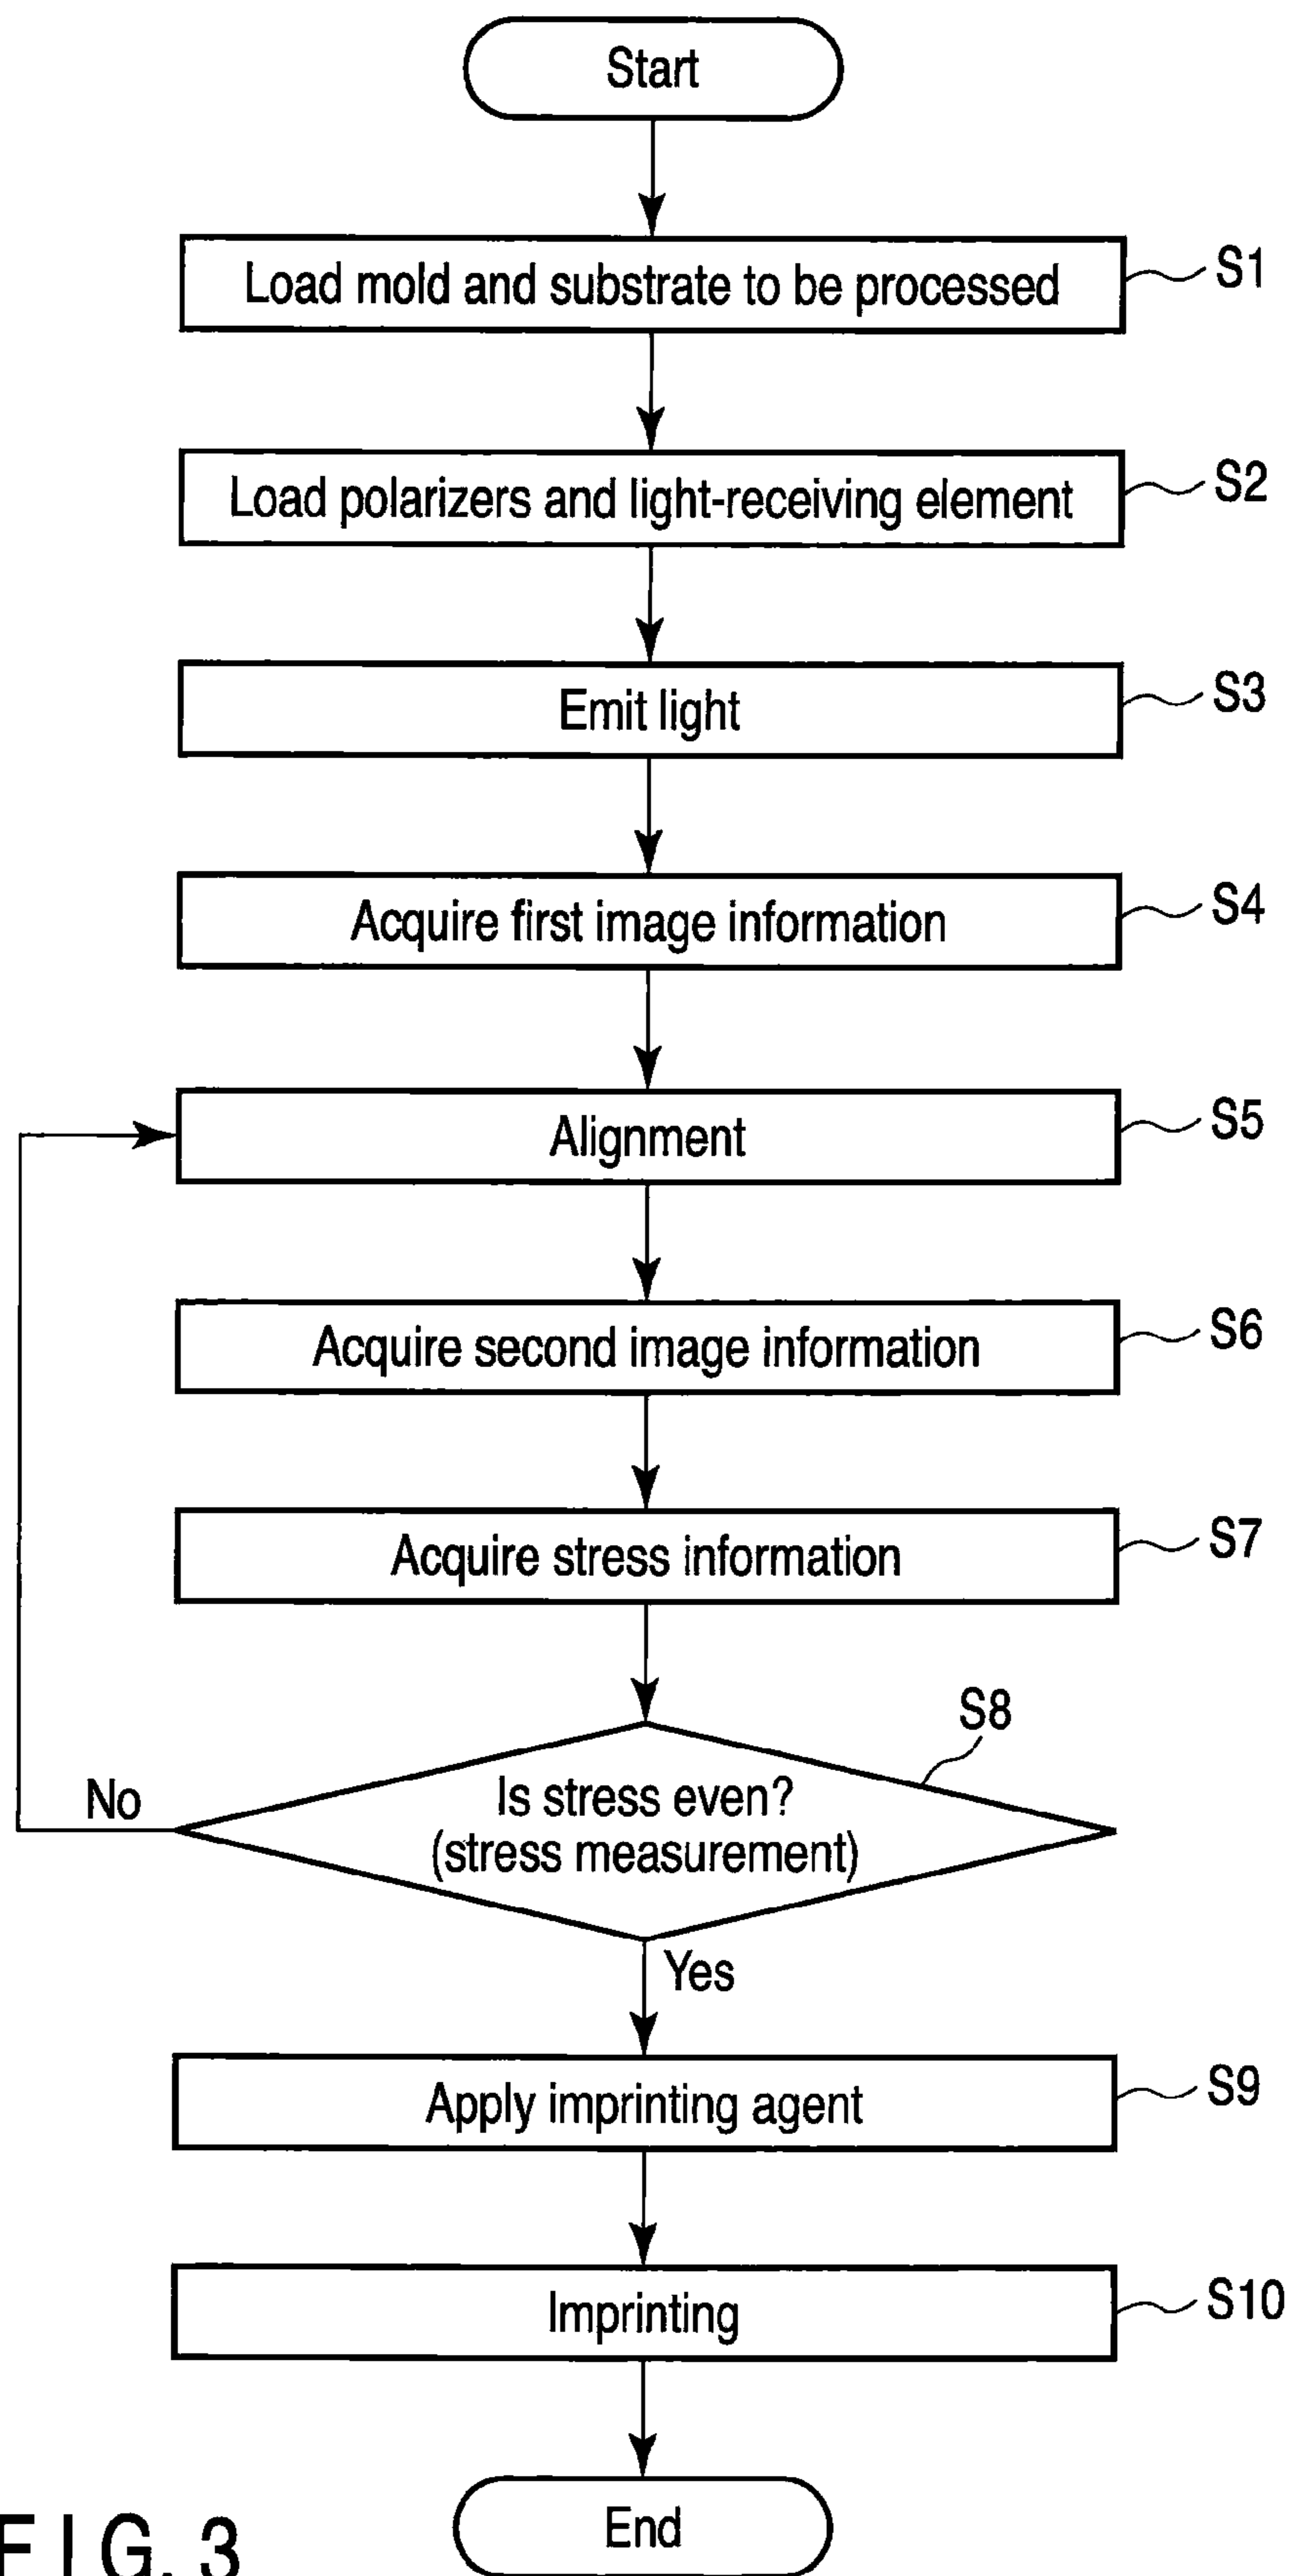 Start
Load mold and substrate to be processed
S1
Load polarizers and light-receiving element
S2
Emit light
S3
Acquire first image information
S4
Alignment
S5
Acquire second image information
S6
Acquire stress information
S7
S8
Is stress even?
(stress measurement)
No
Yes
Apply imprinting agent
S9
Imprinting
S10
End
FIG. 3